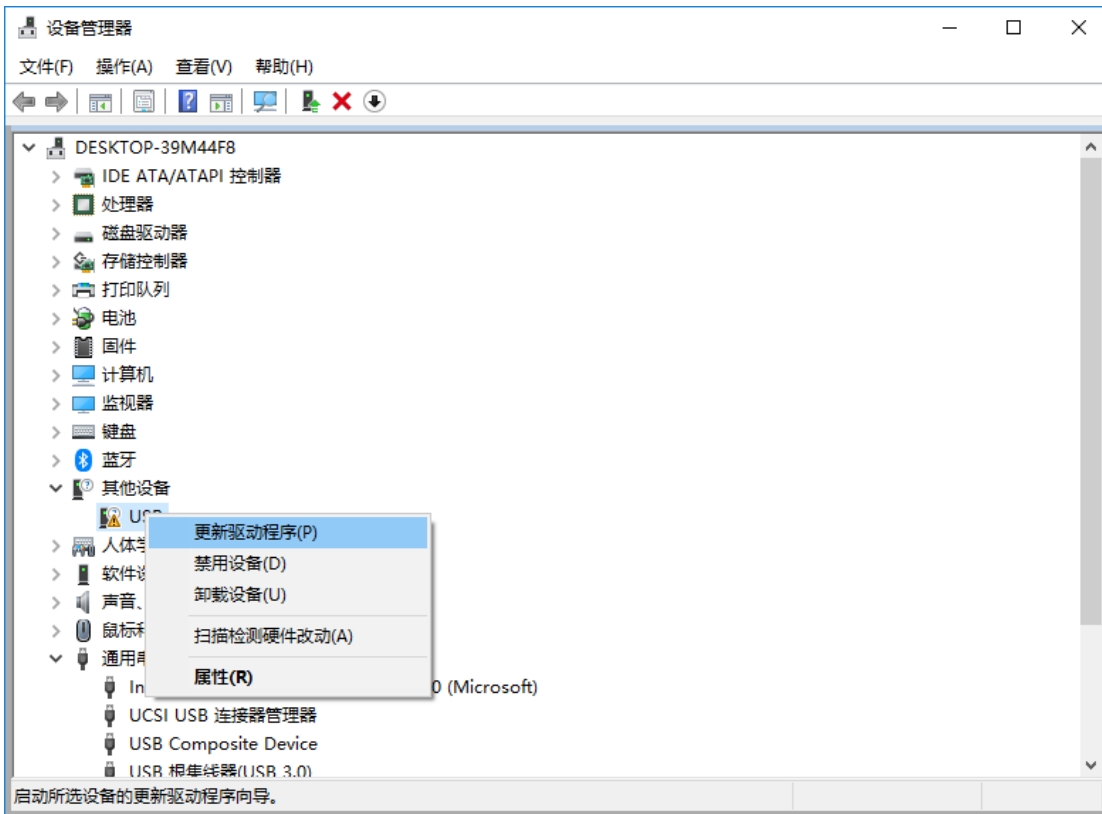 设备管理器
文件(F) 操作(A) 查看(V) 帮助(H)
DESKTOP-39M44F8
IDE ATA/ATAPI 控制器
处理器
磁盘驱动器
存储控制器
打印队列
电池
固件
计算机
监视器
键盘
蓝牙
其他设备
更新驱动程序(P)
人体
禁用设备(D)
软件
卸载设备(U)
声音、
鼠标
扫描检测硬件改动(A)
通用
属性(R)
In 0 (Microsoft)
UCSI USB 连接器管理器
USB Composite Device
USB 根集线器(USB 3.0)
启动所选设备的更新驱动程序向导。